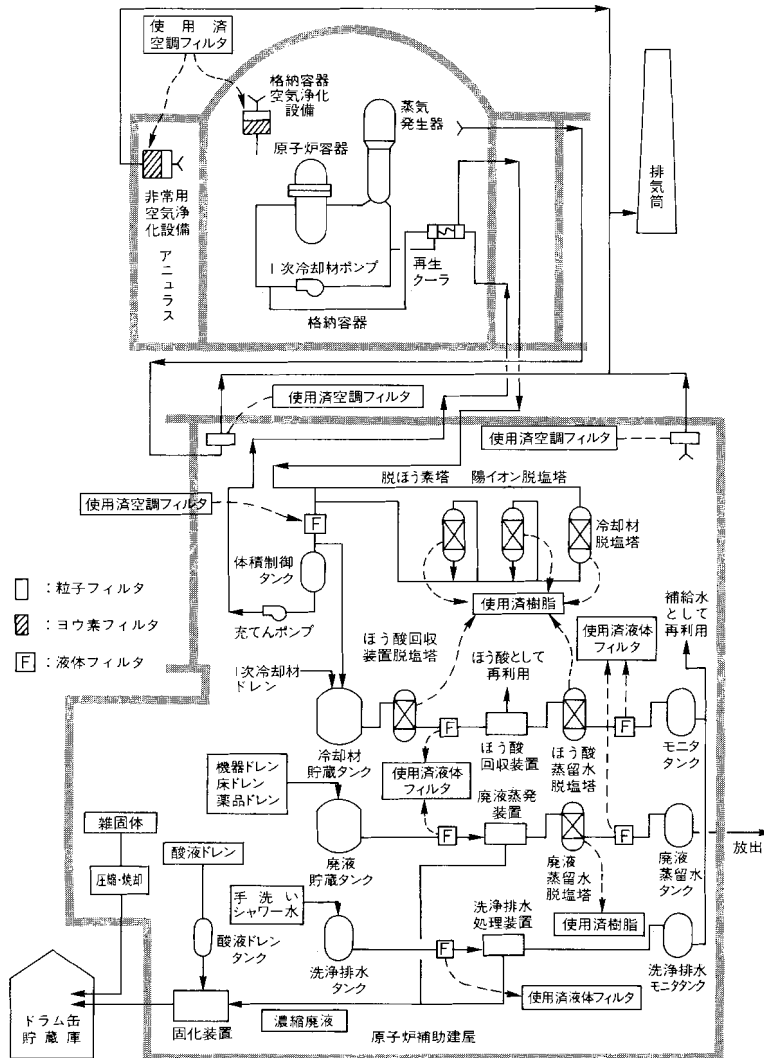 使用済
空調フィルタ
格納容器
空気浄化
設備
蒸気
発生器
原子炉容器
排気筒
非常用
空気浄
化設備
アニュラス
1次冷却材ポンプ
再生
クーラ
格納容器
使用済空調フィルタ
使用済空調フィルタ
脱ほう素塔
陽イオン脱塩塔
使用済空調フィルタ
F
冷却材
脱塩塔
体積制御
タンク
□：粒子フィルタ
：ヨウ素フィルタ
F：液体フィルタ
充てんポンプ
使用済樹脂
補給水
として
再利用
使用済液体
フィルタ
ほう酸回収
装置脱塩塔
ほう酸として
再利用
1次冷却材
ドレン
F
F
冷却材
貯蔵タンク
ほう酸
回収装置
ほう酸
蒸留水
脱塩塔
モニタ
タンク
使用済液体
フィルタ
機器ドレン
床ドレン
薬品ドレン
廃液蒸発
装置
雑固体
F
F
放出
廃液
貯蔵タンク
廃液
蒸留水
脱塩塔
廃液
蒸留水
タンク
酸液ドレン
圧縮・焼却
手洗い
シャワー水
洗浄排水
処理装置
使用済樹脂
酸液ドレン
タンク
F
洗浄排水
タンク
洗浄排水
モニタタンク
使用済液体フィルタ
ドラム缶
貯蔵庫
固化装置
濃縮廃液
原子炉補助建屋